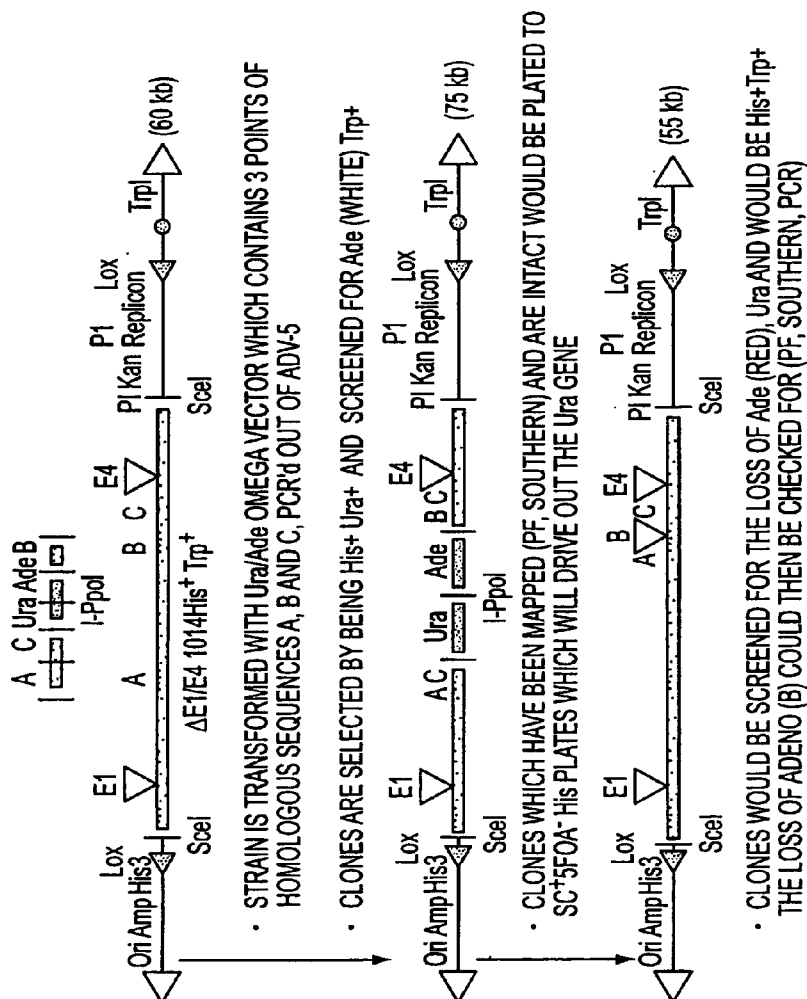 A C Ura Ade B
I-Ppol
Lox
Ori Amp His3
SceI
E1
A
B C
E4
P1
PI Kan Replicon
Lox
TrpI
(60 kb)
SceI
ΔE1/E4 1014His+ Trp+
• STRAIN IS TRANSFORMED WITH Ura/Ade OMEGA VECTOR WHICH CONTAINS 3 POINTS OF
HOMOLOGOUS SEQUENCES A, B AND C, PCR'd OUT OF ADV-5
• CLONES ARE SELECTED BY BEING His+ Ura+ AND SCREENED FOR Ade (WHITE) Trp+
Lox
Ori Amp His3
SceI
E1
A C
Ura
Ade
I-Ppol
B C
E4
P1
PI Kan Replicon
Lox
TrpI
(75 kb)
SceI
• CLONES WHICH HAVE BEEN MAPPED (PF, SOUTHERN) AND ARE INTACT WOULD BE PLATED TO
SC+5FOA- His PLATES WHICH WILL DRIVE OUT THE Ura GENE
Lox
Ori Amp His3
SceI
E1
B
A C
E4
P1
PI Kan Replicon
Lox
TrpI
(55 kb)
SceI
• CLONES WOULD BE SCREENED FOR THE LOSS OF Ade (RED), Ura AND WOULD BE His+Trp+
THE LOSS OF ADENO (B) COULD THEN BE CHECKED FOR (PF, SOUTHERN, PCR)